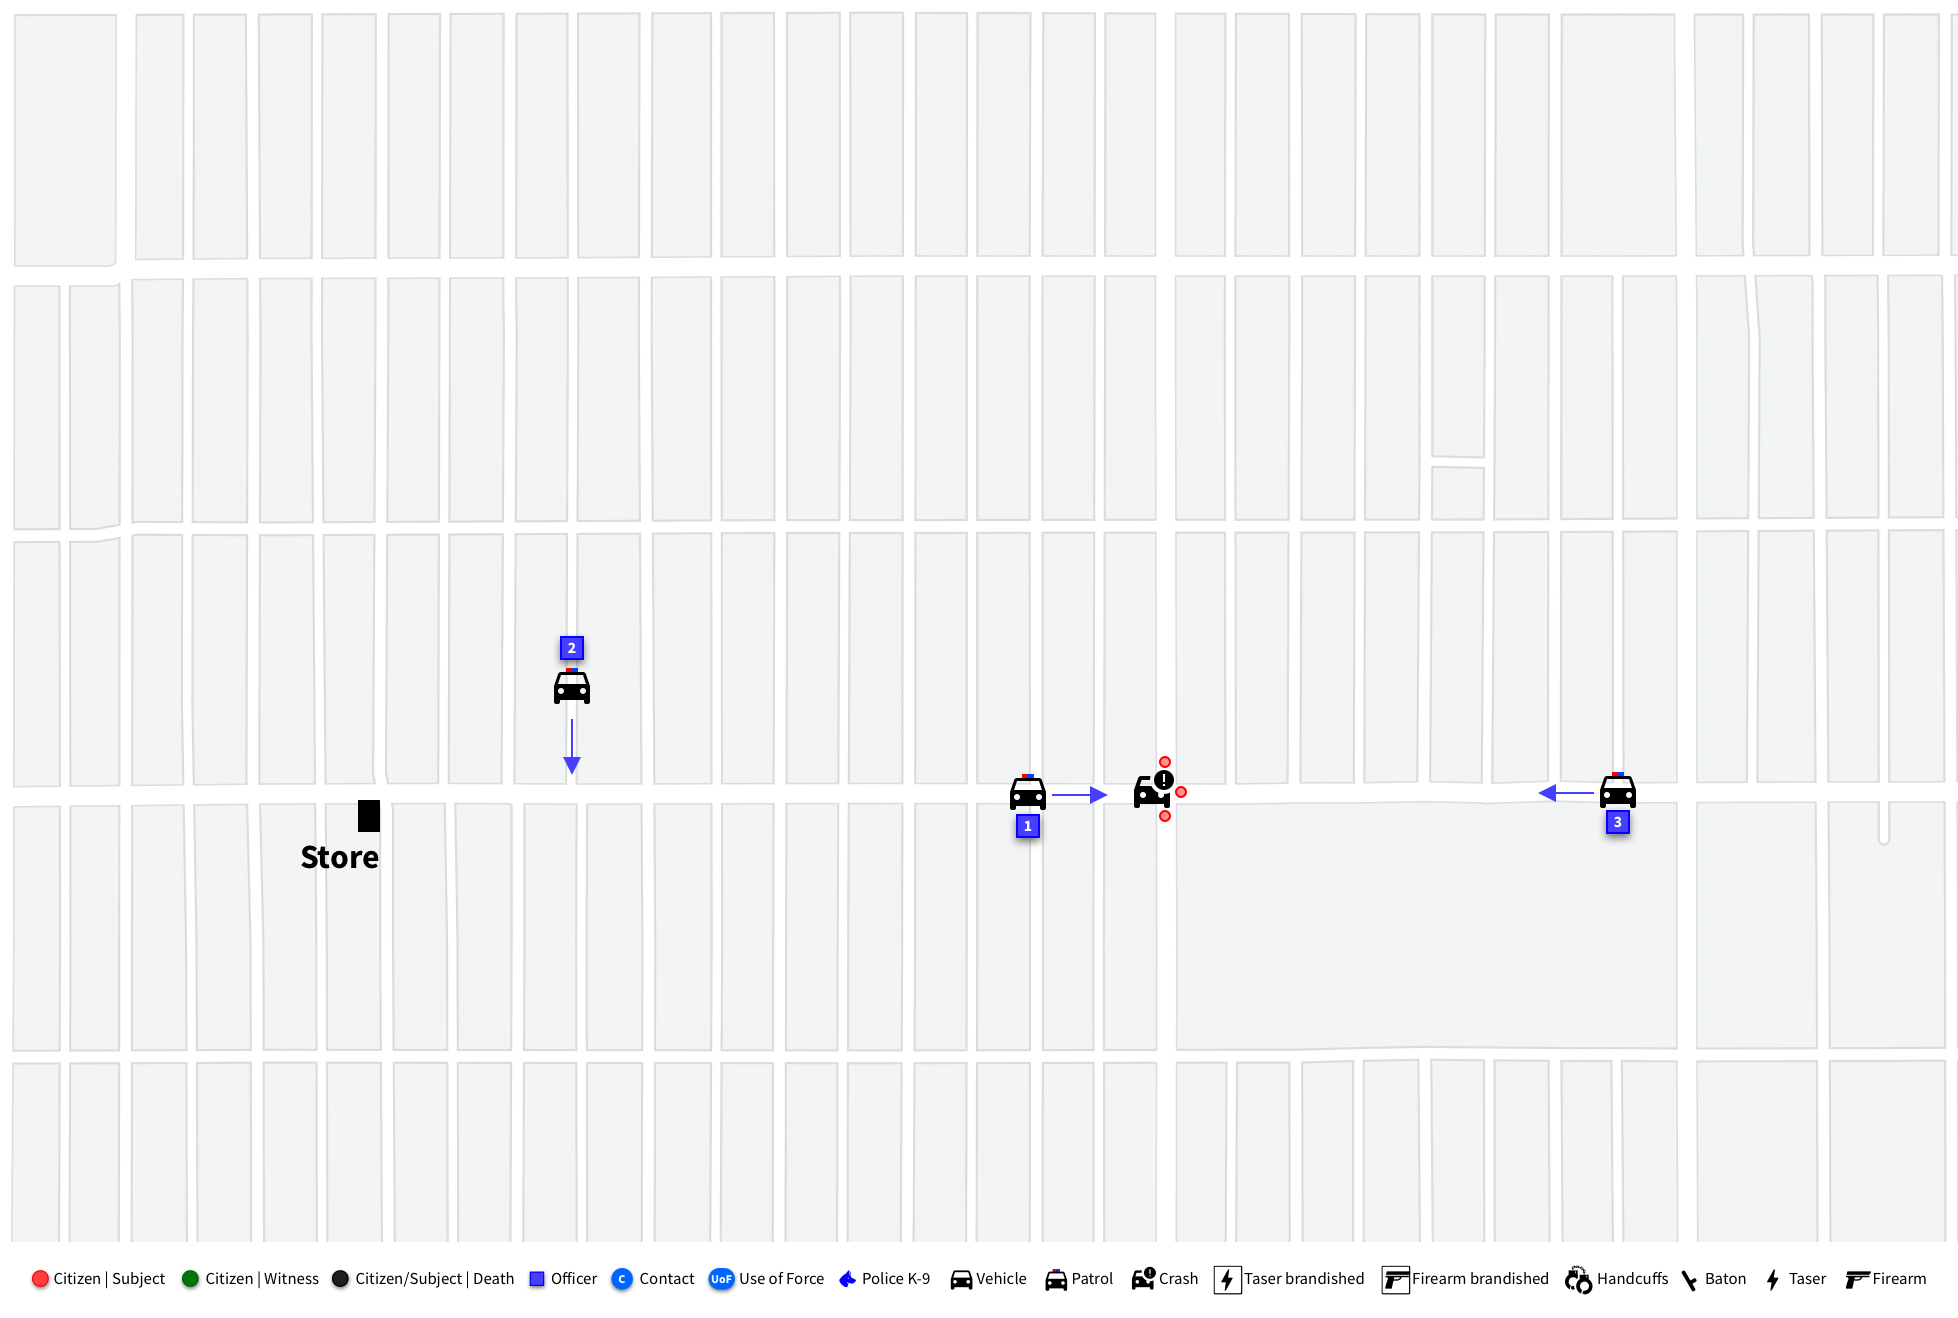 2
1
3
Store
Citizen | Subject Citizen | Witness Citizen/Subject | Death Officer C Contact UoF Use of Force Police K-9 Vehicle Patrol Crash Taser brandished Firearm brandished Handcuffs Baton Taser Firearm